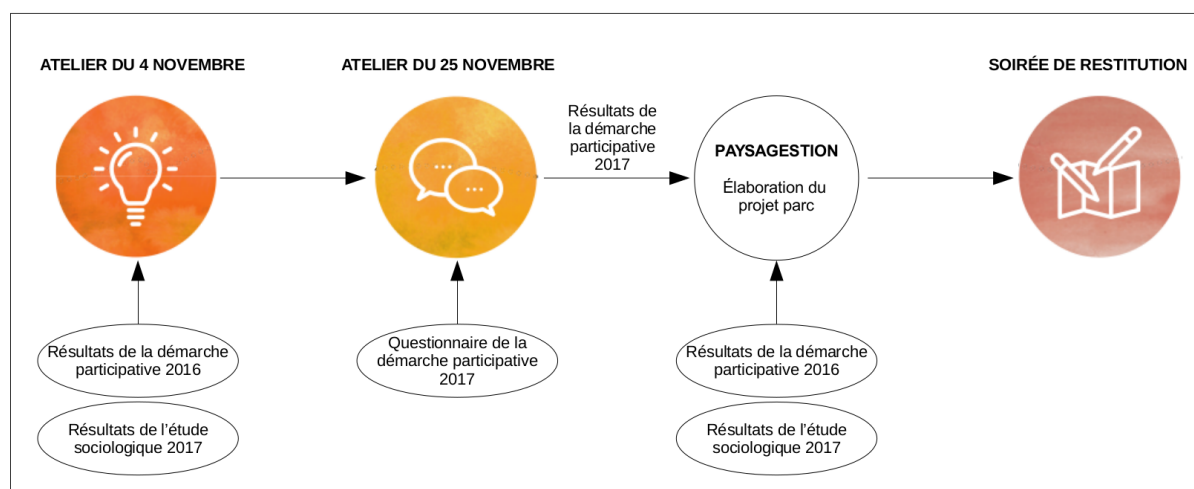 ATELIER DU 4 NOVEMBRE
ATELIER DU 25 NOVEMBRE
SOIRÉE DE RESTITUTION
Résultats de
la démarche
participative
2017
PAYSAGESTION
Élaboration du
projet parc
Résultats de la démarche
participative 2016
Questionnaire de la
démarche participative
2017
Résultats de la démarche
participative 2016
Résultats de l'étude
sociologique 2017
Résultats de l'étude
sociologique 2017